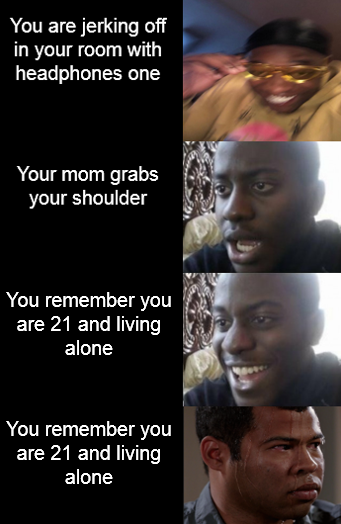 You are jerking off
in your room with
headphones one
Your mom grabs
your shoulder
You remember you
are 21 and living
alone
You remember you
are 21 and living
alone